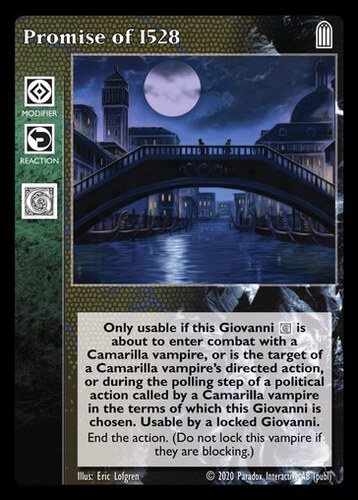 Promise of 1528
MODIFIER
REACTION
Only usable if this Giovanni is
about to enter combat with a
Camarilla vampire, or is the target of
a Camarilla vampire's directed action,
or during the polling step of a political
action called by a Camarilla vampire
in the terms of which this Giovanni is
chosen. Usable by a locked Giovanni.
End the action. (Do not lock this vampire if
they are blocking.)
Illus: Eric Lofgren © 2020 Paradox Interactive AB (publ)